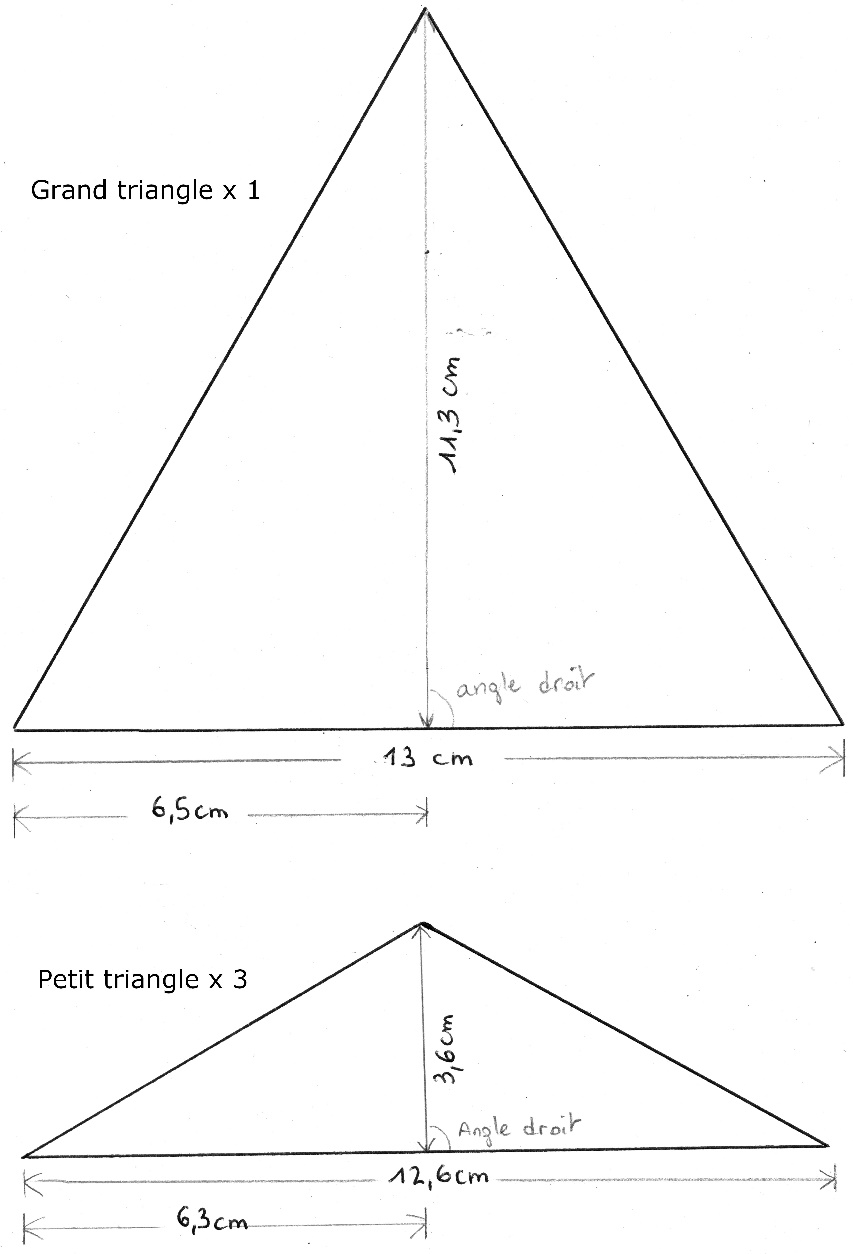 Grand triangle x 1
11,3 cm
angle droit
13 cm
6,5cm
Petit triangle x 3
3,6cm
Angle droit
12,6cm
6,3cm